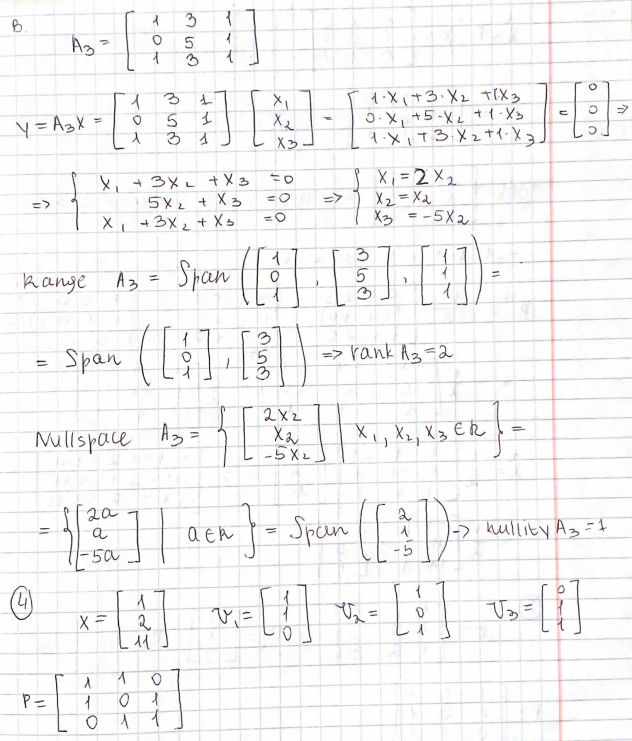 B.
A₃ = [1 3 1; 0 5 1; 1 3 1]
Y = A₃X = [1 3 1; 0 5 1; 1 3 1] [x₁; x₂; x₃] = [1·x₁+3·x₂+1x₃; 0·x₁+5·x₂+1·x₃; 1·x₁+3·x₂+1·x₃] = [0; 0; 0] =>
=> { x₁ + 3x₂ + x₃ = 0; 5x₂ + x₃ = 0; x₁ + 3x₂ + x₃ = 0 => { x₁ = 2x₂; x₂ = x₂; x₃ = -5x₂
Range A₃ = Span ([1; 0; 1], [3; 5; 3], [1; 1; 1]) =
= Span ([1; 0; 1], [3; 5; 3]) => rank A₃ = 2
Nullspace A₃ = { [2x₂; x₂; -5x₂] | x₁, x₂, x₃ ∈ R } =
= { [2a; a; -5a] | a ∈ R } = Span ([2; 1; -5]) -> nullity A₃ = 1
④ x = [1; 2; 11] v₁ = [1; 1; 0] v₂ = [1; 0; 1] v₃ = [0; 1; 1]
P = [1 1 0; 1 0 1; 0 1 1]